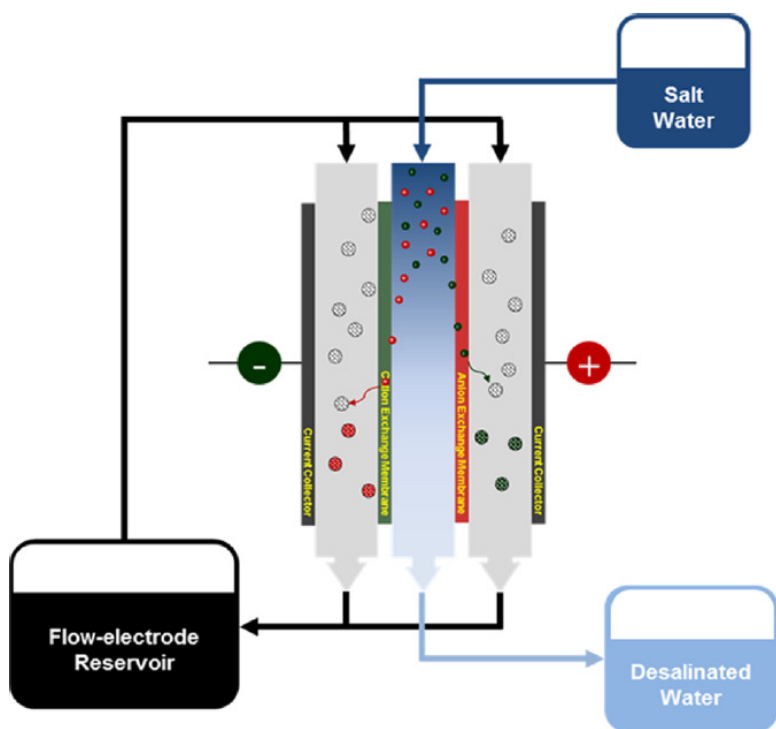 Salt
Water
-
+
Current Collector
Cation Exchange Membrane
Anion Exchange Membrane
Current Collector
Flow-electrode
Reservoir
Desalinated
Water